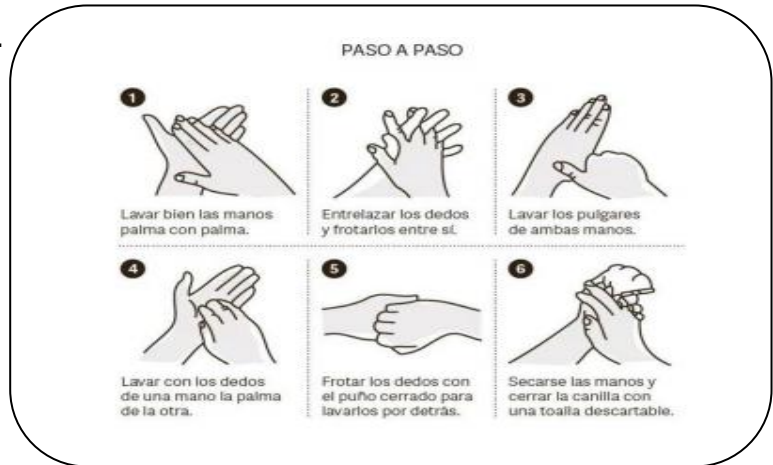 PASO A PASO
1
Lavar bien las manos
palma con palma.
2
Entrelazar los dedos
y frotarlos entre sí.
3
Lavar los pulgares
de ambas manos.
4
Lavar con los dedos
de una mano la palma
de la otra.
5
Frotar los dedos con
el puño cerrado para
lavarlos por detrás.
6
Secarse las manos y
cerrar la canilla con
una toalla descartable.